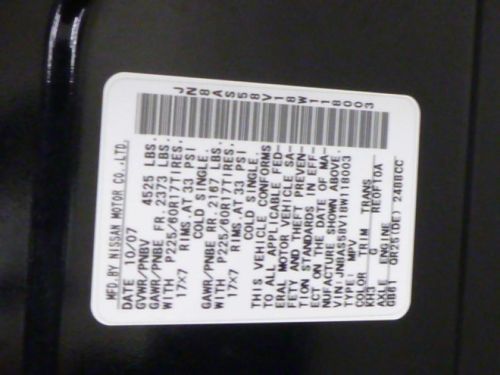 MFD.BY NISSAN MOTOR CO.,LTD.
DATE 10/07
GVWR/PNBV 4525 LBS.
GAWR/PNBE FR.2373 LBS.
WITH P225/60R17TIRES.
17X7 RIMS.AT 33 PSI
COLD SINGLE.
GAWR/PNBE RR.2167 LBS.
WITH P225/60R17TIRES.
17X7 RIMS.AT 33 PSI
COLD SINGLE.
THIS VEHICLE CONFORMS
TO ALL APPLICABLE FED-
ERAL MOTOR VEHICLE SA-
FETY AND THEFT PREVEN-
TION STANDARDS IN EFF-
ECT ON THE DATE OF MA-
NUFACTURE SHOWN ABOVE.
VIN:JN8AS58V18W118003
TYPE: MPV
COLOR TRIM TRANS
KH3 G RE0F10A
AXLE ENGINE
GB81 QR25(DE) 2488CC
JN8AS58V18W118003